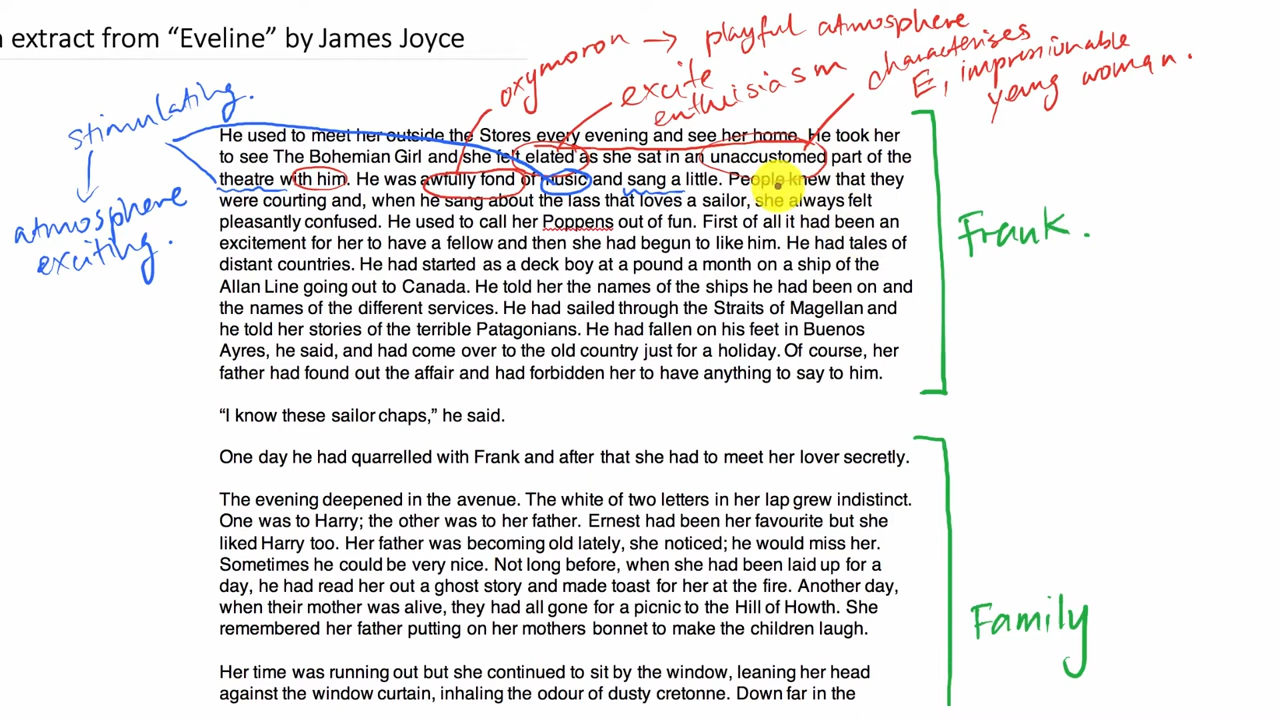 n extract from “Eveline” by James Joyce
oxymoron → playful atmosphere
excite
enthuisiasm
characterises
E, impressionable
young woman.
stimulating.
atmosphere
exciting.
He used to meet her outside the Stores every evening and see her home. He took her
to see The Bohemian Girl and she felt elated as she sat in an unaccustomed part of the
theatre with him. He was awfully fond of music and sang a little. People knew that they
were courting and, when he sang about the lass that loves a sailor, she always felt
pleasantly confused. He used to call her Poppens out of fun. First of all it had been an
excitement for her to have a fellow and then she had begun to like him. He had tales of
distant countries. He had started as a deck boy at a pound a month on a ship of the
Allan Line going out to Canada. He told her the names of the ships he had been on and
the names of the different services. He had sailed through the Straits of Magellan and
he told her stories of the terrible Patagonians. He had fallen on his feet in Buenos
Ayres, he said, and had come over to the old country just for a holiday. Of course, her
father had found out the affair and had forbidden her to have anything to say to him.
Frank.
“I know these sailor chaps,” he said.
One day he had quarrelled with Frank and after that she had to meet her lover secretly.
The evening deepened in the avenue. The white of two letters in her lap grew indistinct.
One was to Harry; the other was to her father. Ernest had been her favourite but she
liked Harry too. Her father was becoming old lately, she noticed; he would miss her.
Sometimes he could be very nice. Not long before, when she had been laid up for a
day, he had read her out a ghost story and made toast for her at the fire. Another day,
when their mother was alive, they had all gone for a picnic to the Hill of Howth. She
remembered her father putting on her mothers bonnet to make the children laugh.
Family
Her time was running out but she continued to sit by the window, leaning her head
against the window curtain, inhaling the odour of dusty cretonne. Down far in the